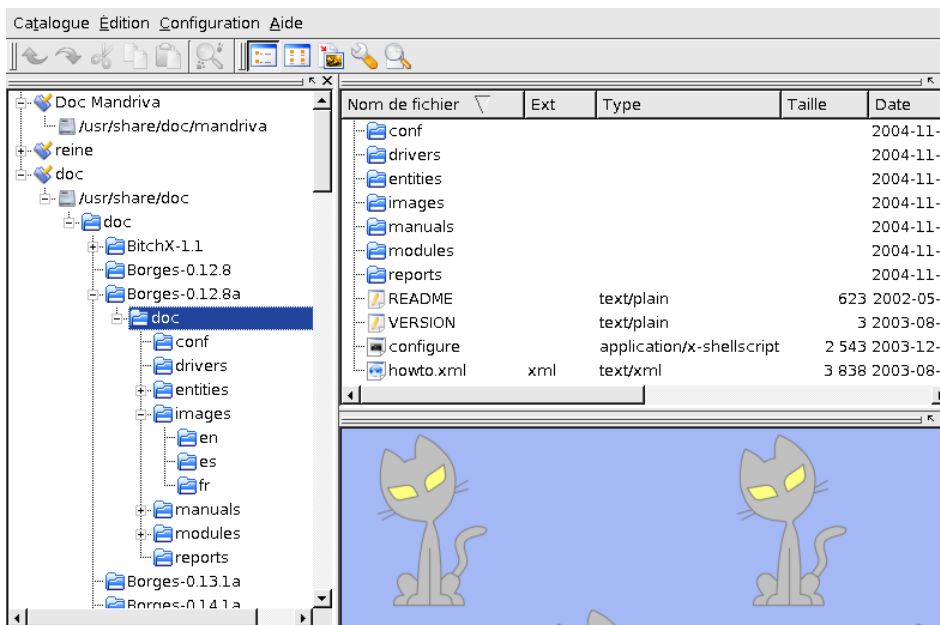 Catalogue Édition Configuration Aide
Doc Mandriva
/usr/share/doc/mandriva
reine
doc
/usr/share/doc
doc
BitchX-1.1
Borges-0.12.8
Borges-0.12.8a
doc
conf
drivers
entities
images
en
es
fr
manuals
modules
reports
Borges-0.13.1a
Borges-0.14.1a
Nom de fichier Ext Type Taille Date
conf 2004-11-
drivers 2004-11-
entities 2004-11-
images 2004-11-
manuals 2004-11-
modules 2004-11-
reports 2004-11-
README text/plain 623 2002-05-
VERSION text/plain 3 2003-08-
configure application/x-shellscript 2 543 2003-12-
howto.xml xml text/xml 3 838 2003-08-